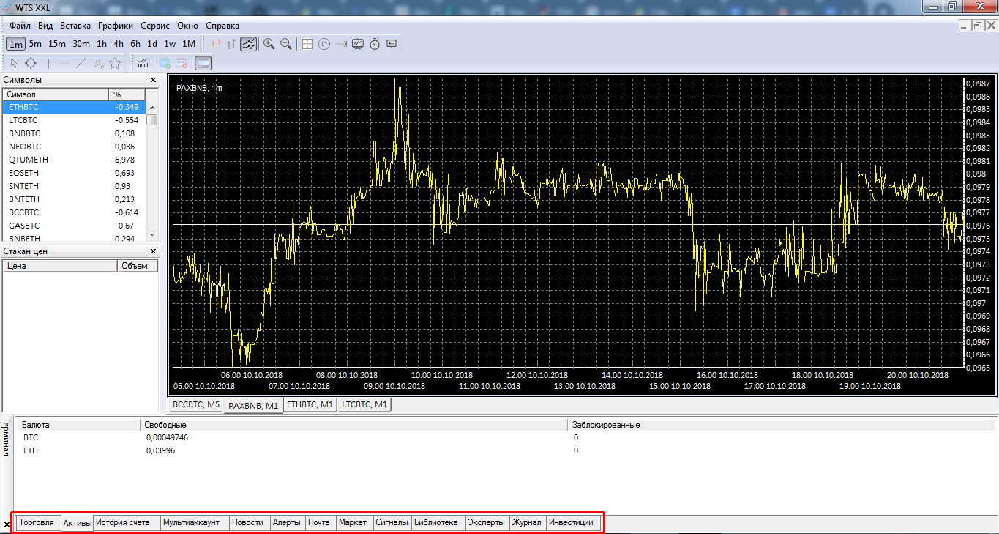 WTS XXL
Файл Вид Вставка Графики Сервис Окно Справка
1m 5m 15m 30m 1h 4h 6h 1d 1w 1M
Символы
Символ %
ETHBTC -0,349
LTCBTC -0,554
BNBBTC 0,108
NEOBTC 0,036
QTUMETH 6,978
EOSETH 0,693
SNTETH 0,93
BNTETH 0,213
BCCBTC -0,614
GASBTC -0,67
BNBETH 0,294
Стакан цен
Цена Объем
PAXBNB, 1m
0,0987
0,0986
0,0985
0,0984
0,0983
0,0982
0,0981
0,098
0,0979
0,0978
0,0977
0,0976
0,0975
0,0974
0,0973
0,0972
0,0971
0,097
0,0969
0,0968
0,0967
0,0966
0,0965
06:00 10.10.2018 08:00 10.10.2018 10:00 10.10.2018 12:00 10.10.2018 14:00 10.10.2018 16:00 10.10.2018 18:00 10.10.2018 20:00 10.10.2018
05:00 10.10.2018 07:00 10.10.2018 09:00 10.10.2018 11:00 10.10.2018 13:00 10.10.2018 15:00 10.10.2018 17:00 10.10.2018 19:00 10.10.2018
BCCBTC, M5 PAXBNB, M1 ETHBTC, M1 LTCBTC, M1
Терминал
Валюта Свободные Заблокированные
BTC 0,00049746 0
ETH 0,03996 0
Торговля Активы История счета Мультиаккаунт Новости Алерты Почта Маркет Сигналы Библиотека Эксперты Журнал Инвестиции